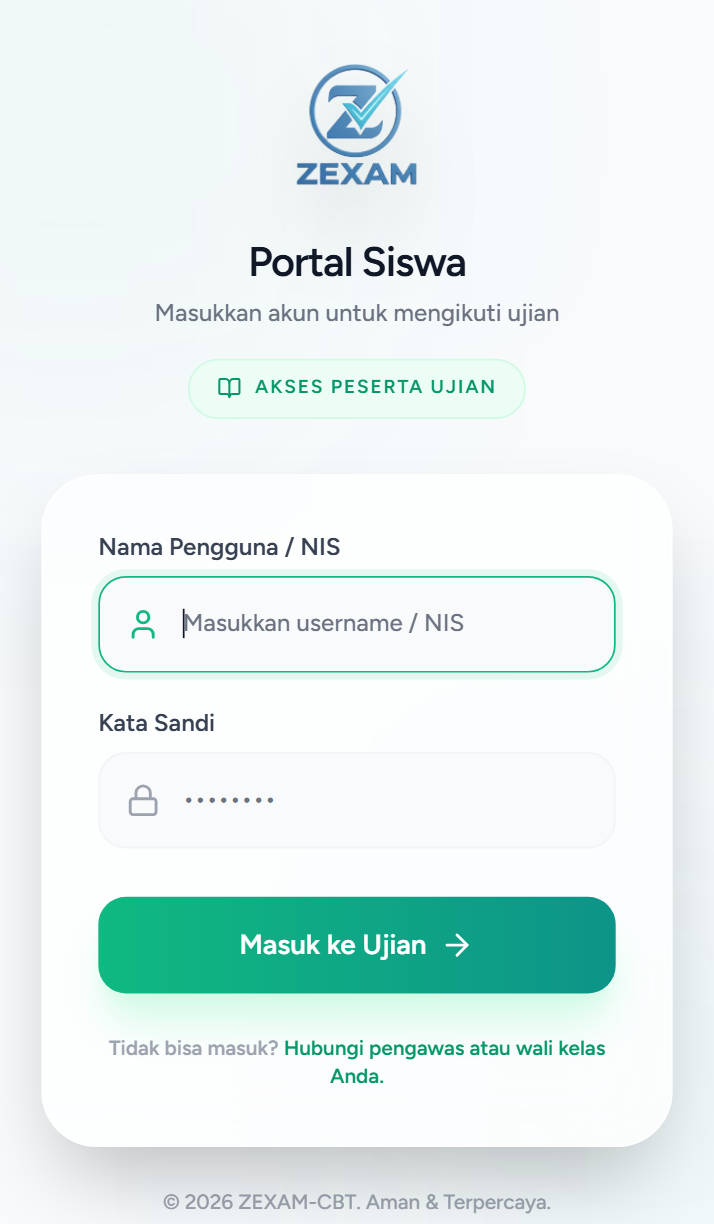 ZEXAM
Portal Siswa
Masukkan akun untuk mengikuti ujian
AKSES PESERTA UJIAN
Nama Pengguna / NIS
Masukkan username / NIS
Kata Sandi
••••••••
Masuk ke Ujian →
Tidak bisa masuk? Hubungi pengawas atau wali kelas
Anda.
© 2026 ZEXAM-CBT. Aman & Terpercaya.